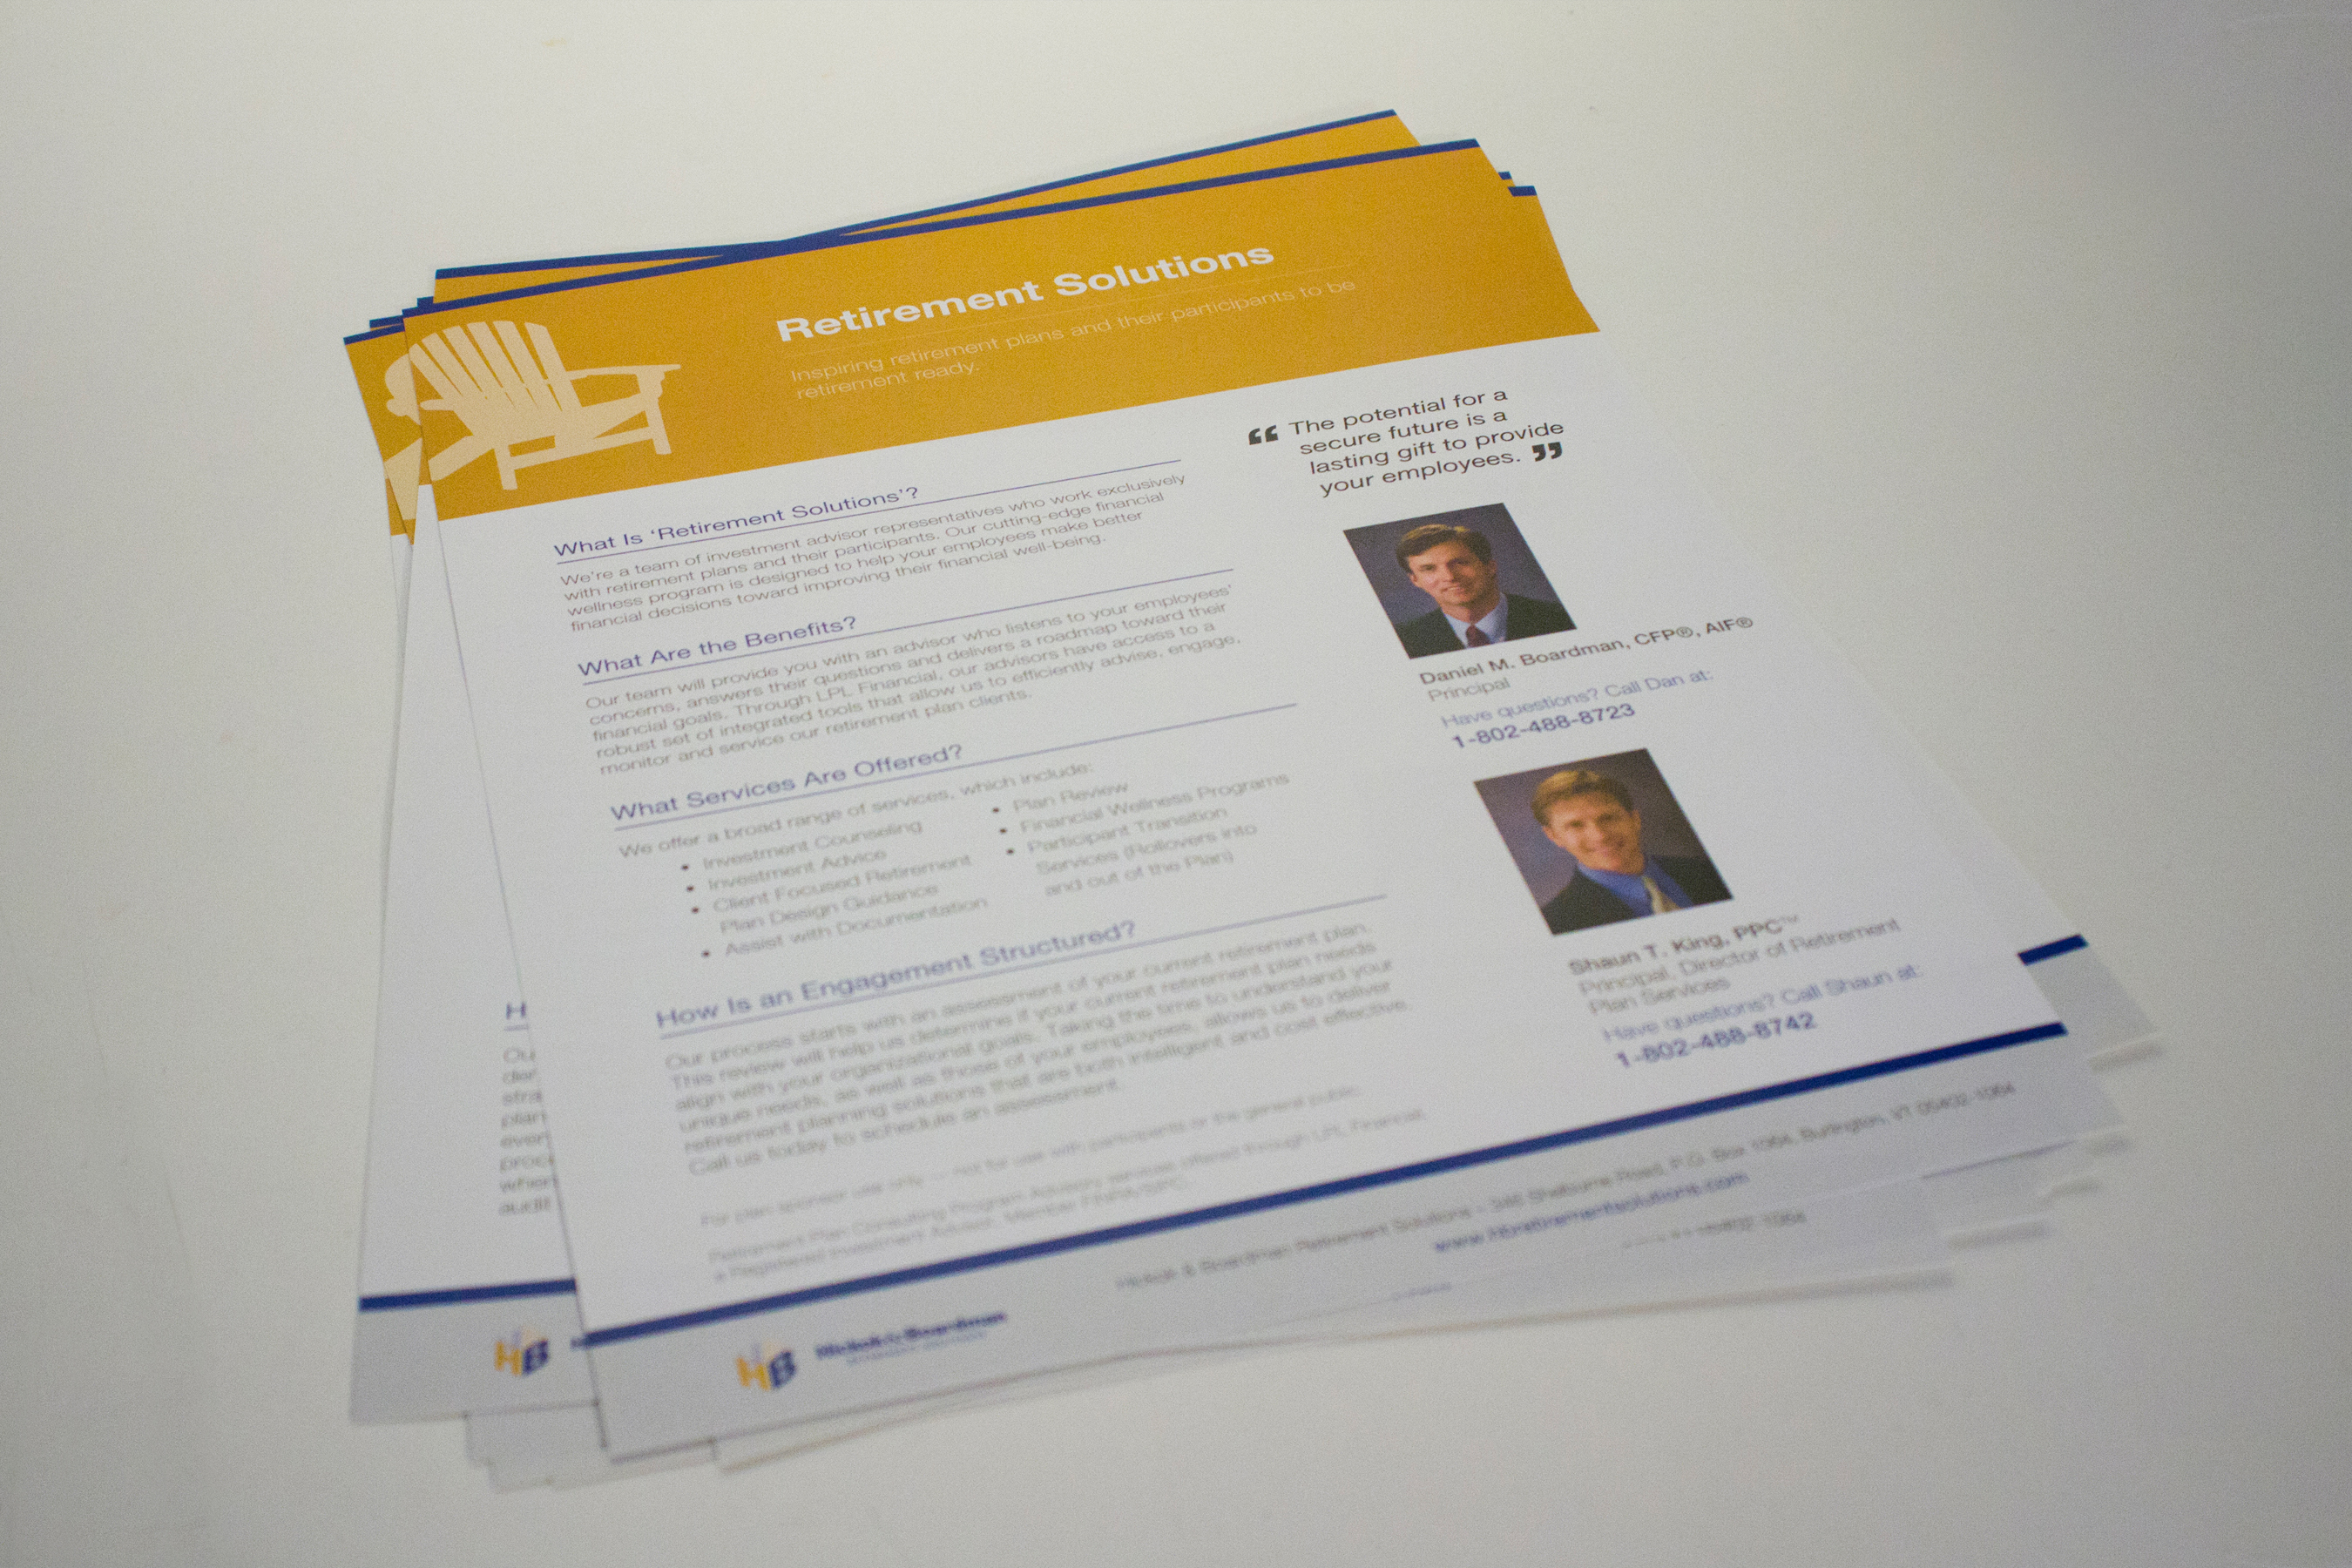 Retirement Solutions
Inspiring retirement plans and their participants to be
retirement ready.
What Is ‘Retirement Solutions’?
We’re a team of investment advisor representatives who work exclusively
with retirement plans and their participants. Our cutting-edge financial
wellness program is designed to help your employees make better
financial decisions toward improving their financial well-being.
What Are the Benefits?
Our team will provide you with an advisor who listens to your employees’
concerns, answers their questions and delivers a roadmap toward their
financial goals. Through LPL Financial, our advisors have access to a
robust set of integrated tools that allow us to efficiently advise, engage,
monitor and service our retirement plan clients.
What Services Are Offered?
We offer a broad range of services, which include:
• Investment Counseling
• Investment Advice
• Client Focused Retirement
Plan Design Guidance
• Assist with Documentation
• Plan Review
• Financial Wellness Programs
• Participant Transition
Services (Rollovers into
and out of the Plan)
How Is an Engagement Structured?
Our process starts with an assessment of your current retirement plan.
This review will help us determine if your current retirement plan needs
align with your organizational goals. Taking the time to understand your
unique needs, as well as those of your employees, allows us to deliver
retirement planning solutions that are both intelligent and cost effective.
Call us today to schedule an assessment.
For plan sponsor use only — not for use with participants or the general public.
Retirement Plan Consulting Program Advisory services offered through LPL Financial,
a Registered Investment Advisor, Member FINRA/SIPC.
“ The potential for a
secure future is a
lasting gift to provide
your employees. ”
Daniel M. Boardman, CFP®, AIF®
Principal
Have questions? Call Dan at:
1-802-488-8723
Shaun T. King, PPC™
Principal, Director of Retirement
Plan Services
Have questions? Call Shaun at:
1-802-488-8742
HB
Hickok & Boardman
Hickok & Boardman Retirement Solutions - 346 Shelburne Road, P.O. Box 1064, Burlington, VT 05402-1064
www.hbretirementsolutions.com
H
Ou
stra
plan
even
proc
when
audit
HB